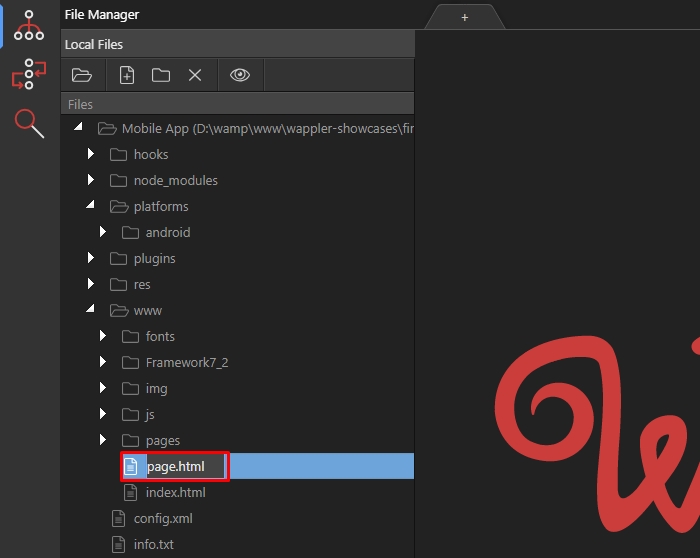 File Manager
+
Local Files
Files
Mobile App (D:\wamp\www\wappler-showcases\fir
hooks
node_modules
platforms
android
plugins
res
www
fonts
Framework7_2
img
js
pages
page.html
index.html
config.xml
info.txt